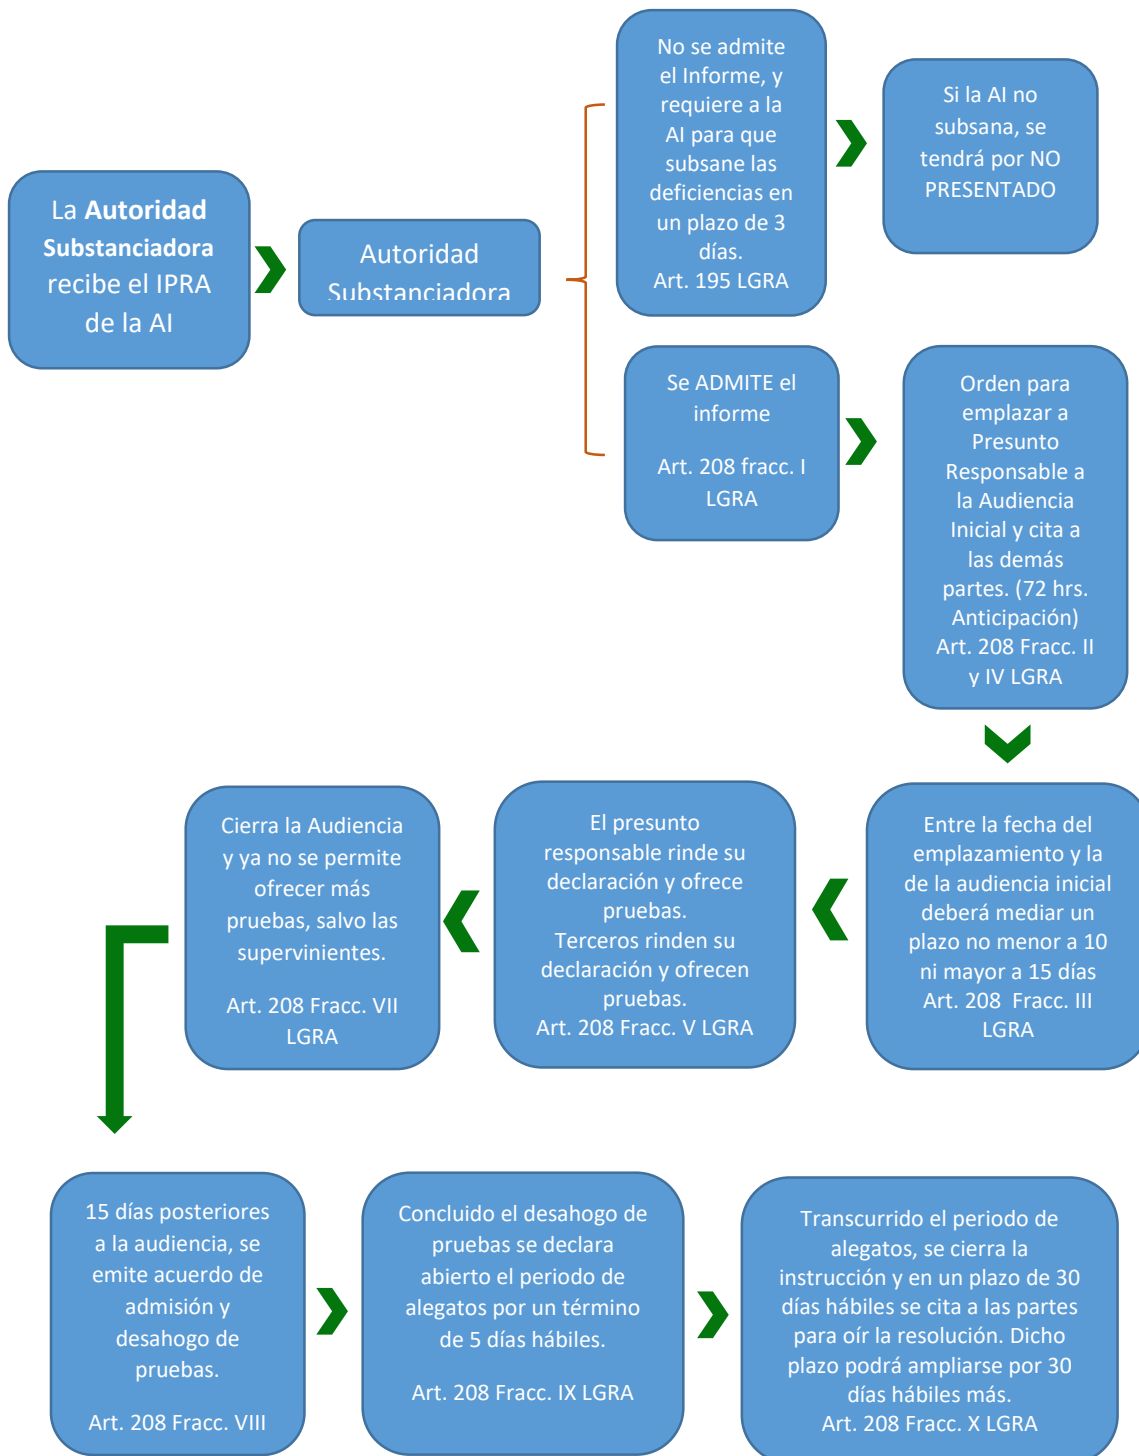 La Autoridad
Substanciadora
recibe el IPRA
de la AI
Autoridad
Substanciadora
No se admite
el Informe, y
requiere a la
AI para que
subsane las
deficiencias en
un plazo de 3
días.
Art. 195 LGRA
Si la AI no
subsana, se
tendrá por NO
PRESENTADO
Se ADMITE el
informe
Art. 208 fracc. I
LGRA
Orden para
emplazar a
Presunto
Responsable a
la Audiencia
Inicial y cita a
las demás
partes. (72 hrs.
Anticipación)
Art. 208 Fracc. II
y IV LGRA
Entre la fecha del
emplazamiento y la
de la audiencia inicial
deberá mediar un
plazo no menor a 10
ni mayor a 15 días
Art. 208 Fracc. III
LGRA
El presunto
responsable rinde su
declaración y ofrece
pruebas.
Terceros rinden su
declaración y ofrecen
pruebas.
Art. 208 Fracc. V LGRA
Cierra la Audiencia
y ya no se permite
ofrecer más
pruebas, salvo las
supervinientes.
Art. 208 Fracc. VII
LGRA
15 días posteriores
a la audiencia, se
emite acuerdo de
admisión y
desahogo de
pruebas.
Art. 208 Fracc. VIII
Concluido el desahogo de
pruebas se declara
abierto el periodo de
alegatos por un término
de 5 días hábiles.
Art. 208 Fracc. IX LGRA
Transcurrido el periodo de
alegatos, se cierra la
instrucción y en un plazo de 30
días hábiles se cita a las partes
para oír la resolución. Dicho
plazo podrá ampliarse por 30
días hábiles más.
Art. 208 Fracc. X LGRA